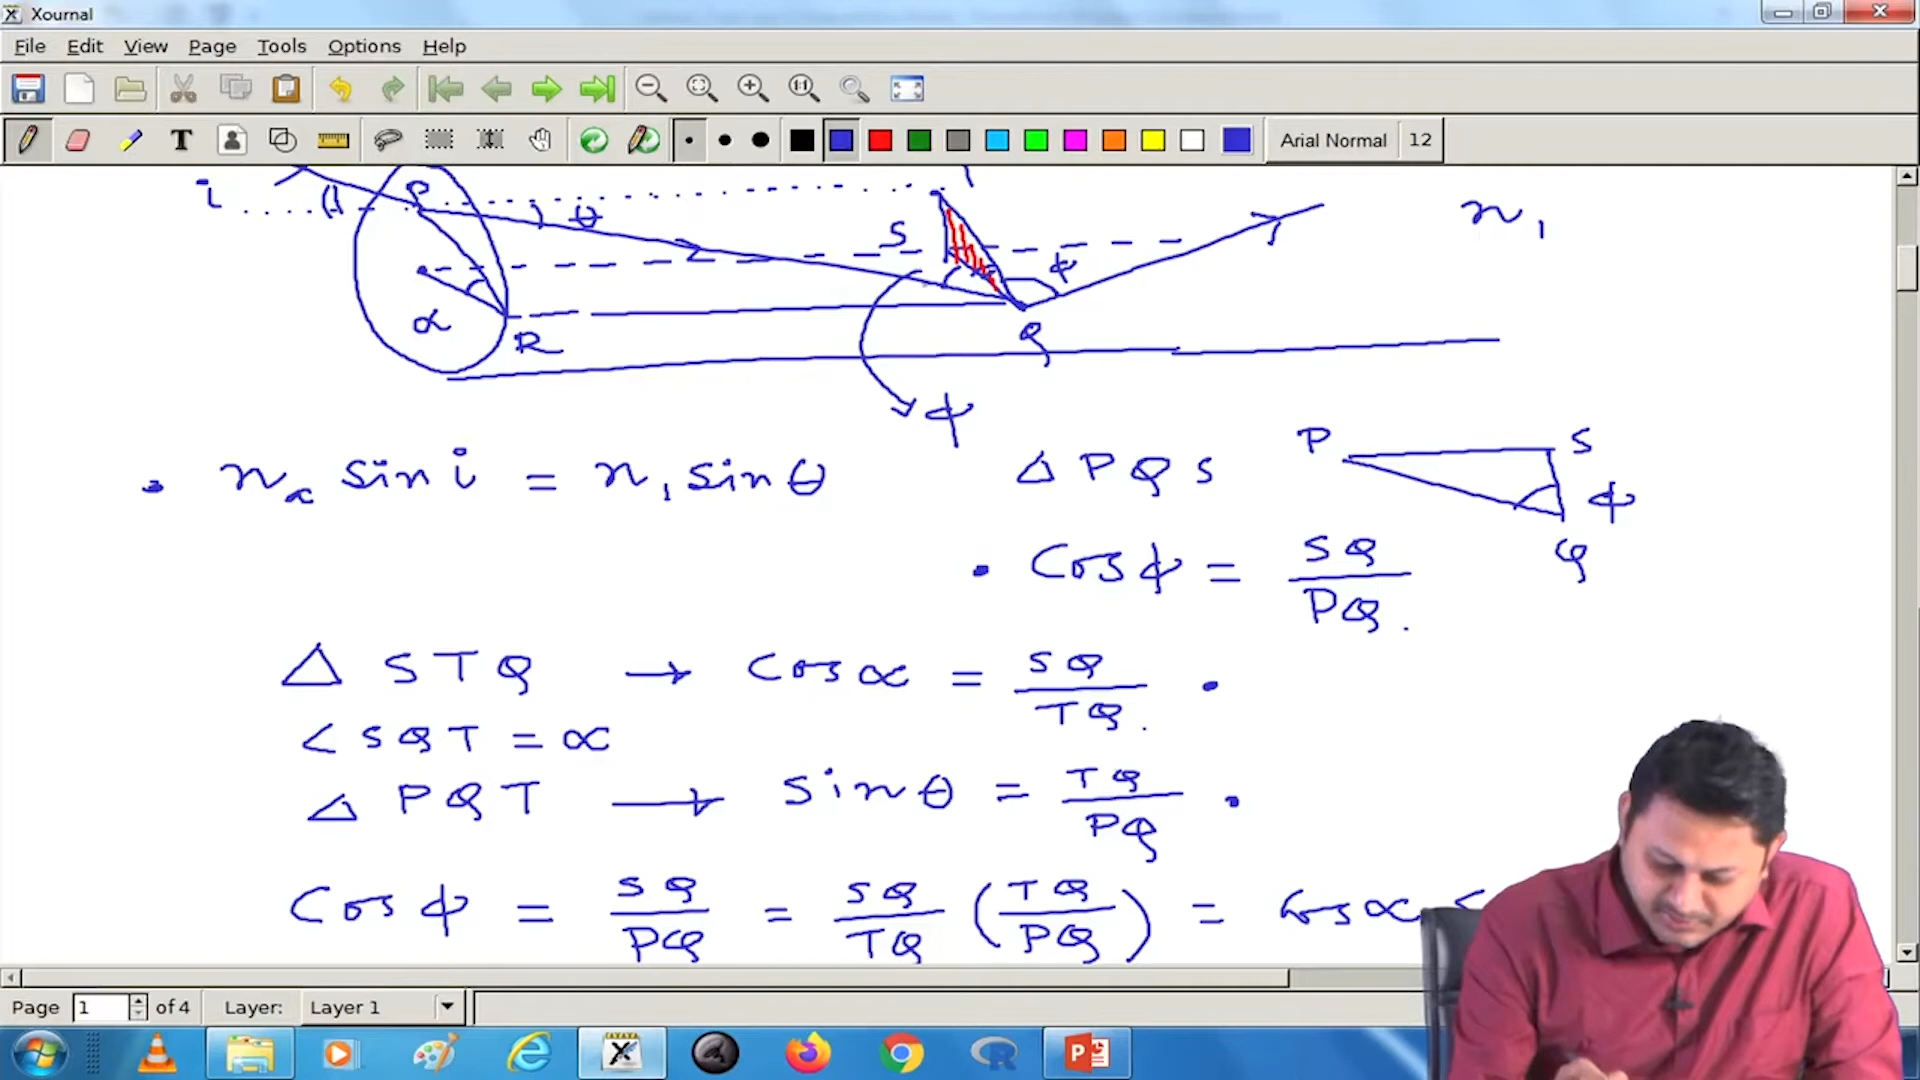 Xournal
File Edit View Page Tools Options Help
Arial Normal 12
i P θ S ϕ n₁
α R Q
ϕ
nₐ sin i = n₁ sin θ
Δ P Q S
P S
ϕ
Q
Cos ϕ = SQ / PQ
Δ STQ → Cos α = SQ / TQ
< SQT = α
Δ PQT → sin θ = TQ / PQ
Cos ϕ = SQ / PQ = SQ / TQ (TQ / PQ) = Cos α
Page 1 of 4 Layer: Layer 1